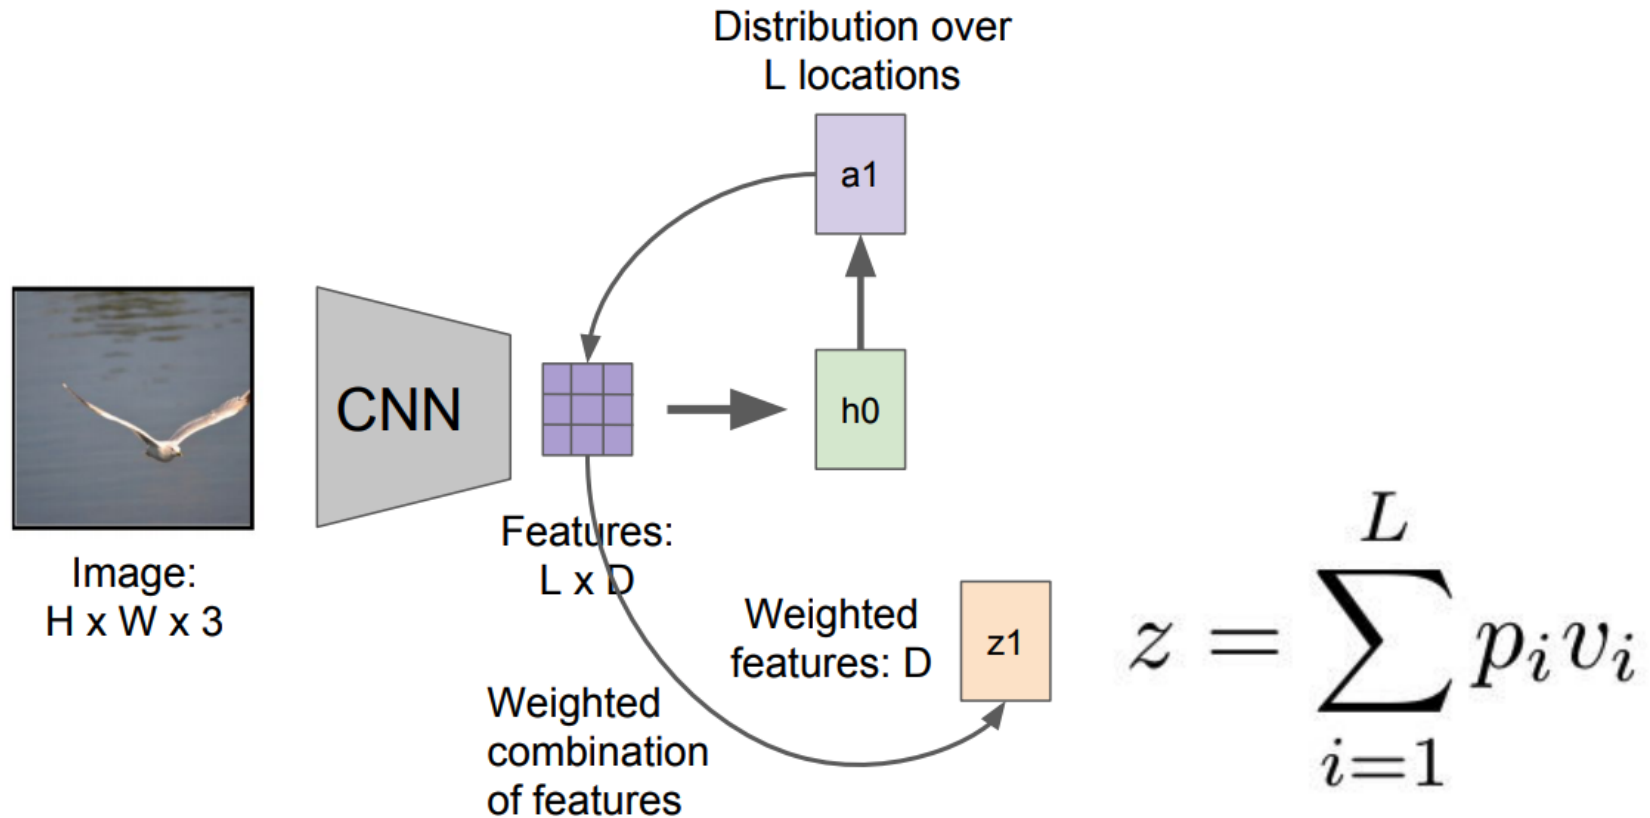 Distribution over
L locations
a1
CNN
h0
Features:
L x D
Image:
H x W x 3
Weighted
features: D
z1
Weighted
combination
of features
z = \sum_{i=1}^{L} p_i v_i